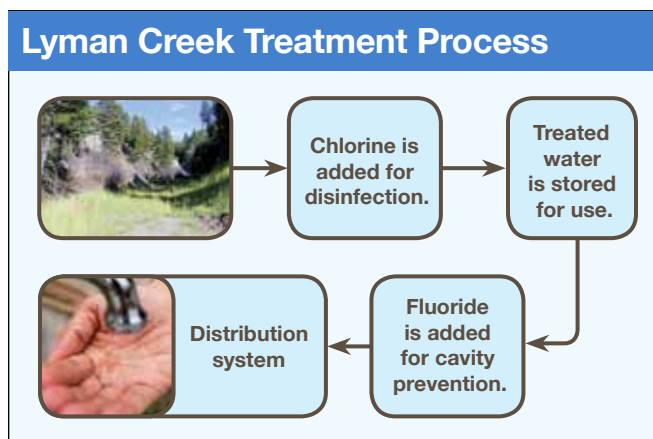 Lyman Creek Treatment Process
Chlorine is
added for
disinfection.
Treated
water
is stored
for use.
Fluoride
is added
for cavity
prevention.
Distribution
system